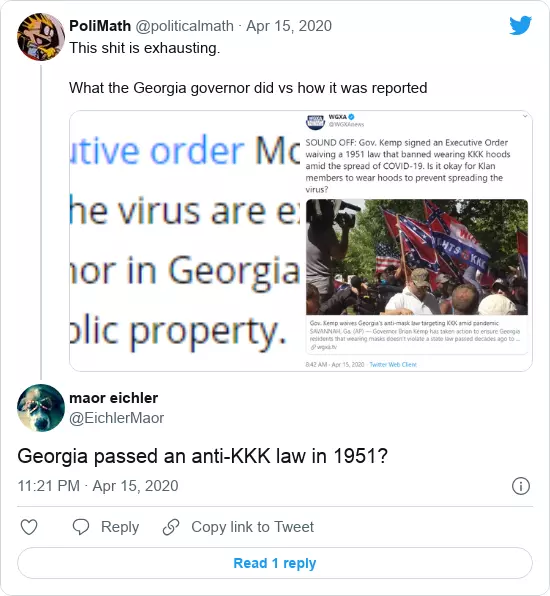 PoliMath @politicalmath · Apr 15, 2020
This shit is exhausting.
What the Georgia governor did vs how it was reported
utive order Mo
he virus are e
nor in Georgia
blic property.
WGXA
@WGXAnews
SOUND OFF: Gov. Kemp signed an Executive Order
waiving a 1951 law that banned wearing KKK hoods
amid the spread of COVID-19. Is it okay for Klan
members to wear hoods to prevent spreading the
virus?
Gov. Kemp waives Georgia's anti-mask law targeting KKK amid pandemic
SAVANNAH, Ga. (AP) — Governor Brian Kemp has taken action to ensure Georgia
residents that wearing masks doesn't violate a state law passed decades ago to ...
wgxa.tv
8:42 AM · Apr 15, 2020 · Twitter Web Client
maor eichler
@EichlerMaor
Georgia passed an anti-KKK law in 1951?
11:21 PM · Apr 15, 2020
Reply
Copy link to Tweet
Read 1 reply